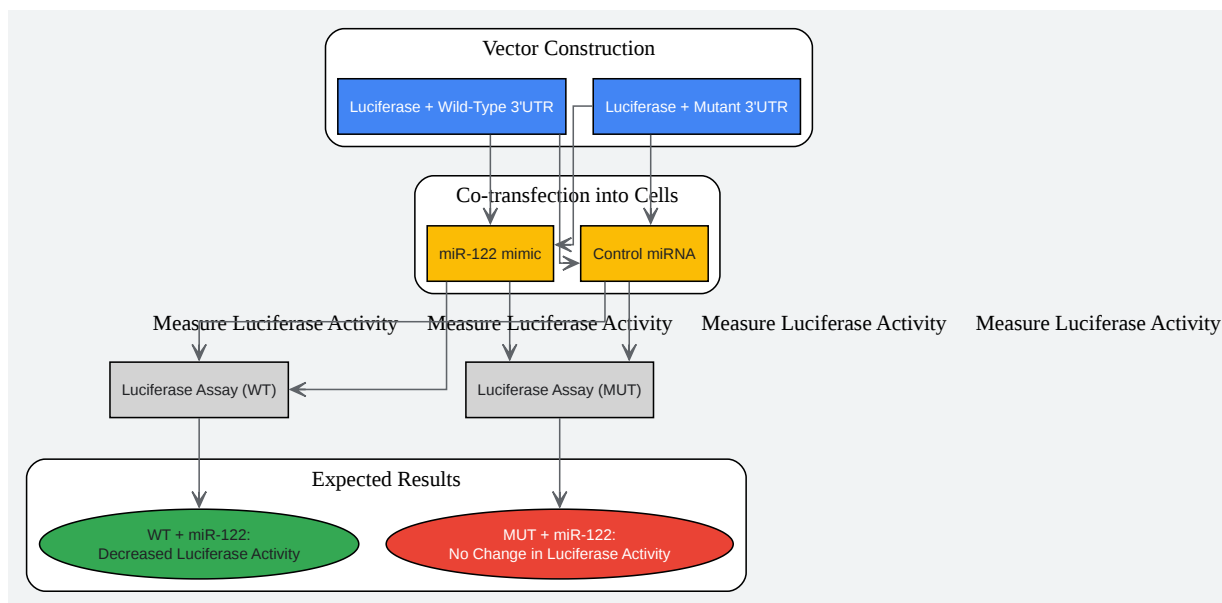 Vector Construction
Luciferase + Wild-Type 3'UTR
Luciferase + Mutant 3'UTR
Co-transfection into Cells
miR-122 mimic
Control miRNA
Measure Luciferase Activity
Measure Luciferase Activity
Measure Luciferase Activity
Measure Luciferase Activity
Luciferase Assay (WT)
Luciferase Assay (MUT)
Expected Results
WT + miR-122:
Decreased Luciferase Activity
MUT + miR-122:
No Change in Luciferase Activity